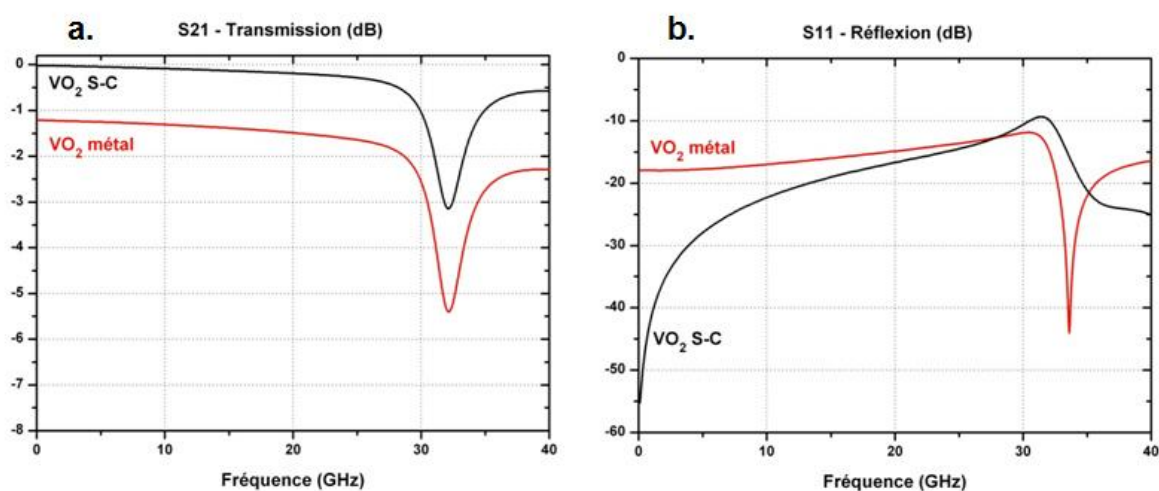 a.
S21 - Transmission (dB)
0
-1
-2
-3
-4
-5
-6
-7
-8
VO₂ S-C
VO₂ métal
0 10 20 30 40
Fréquence (GHz)
b.
S11 - Réflexion (dB)
0
-10
-20
-30
-40
-50
-60
VO₂ métal
VO₂ S-C
0 10 20 30 40
Fréquence (GHz)